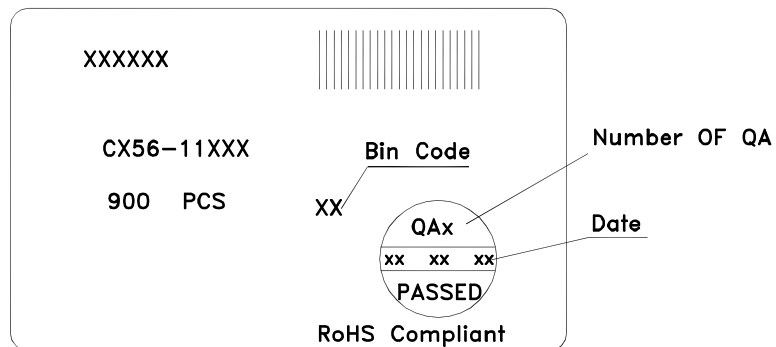 XXXXXX
CX56-11XXX
Bin Code
Number OF QA
900 PCS
XX
QAx
Date
xx xx xx
PASSED
RoHS Compliant